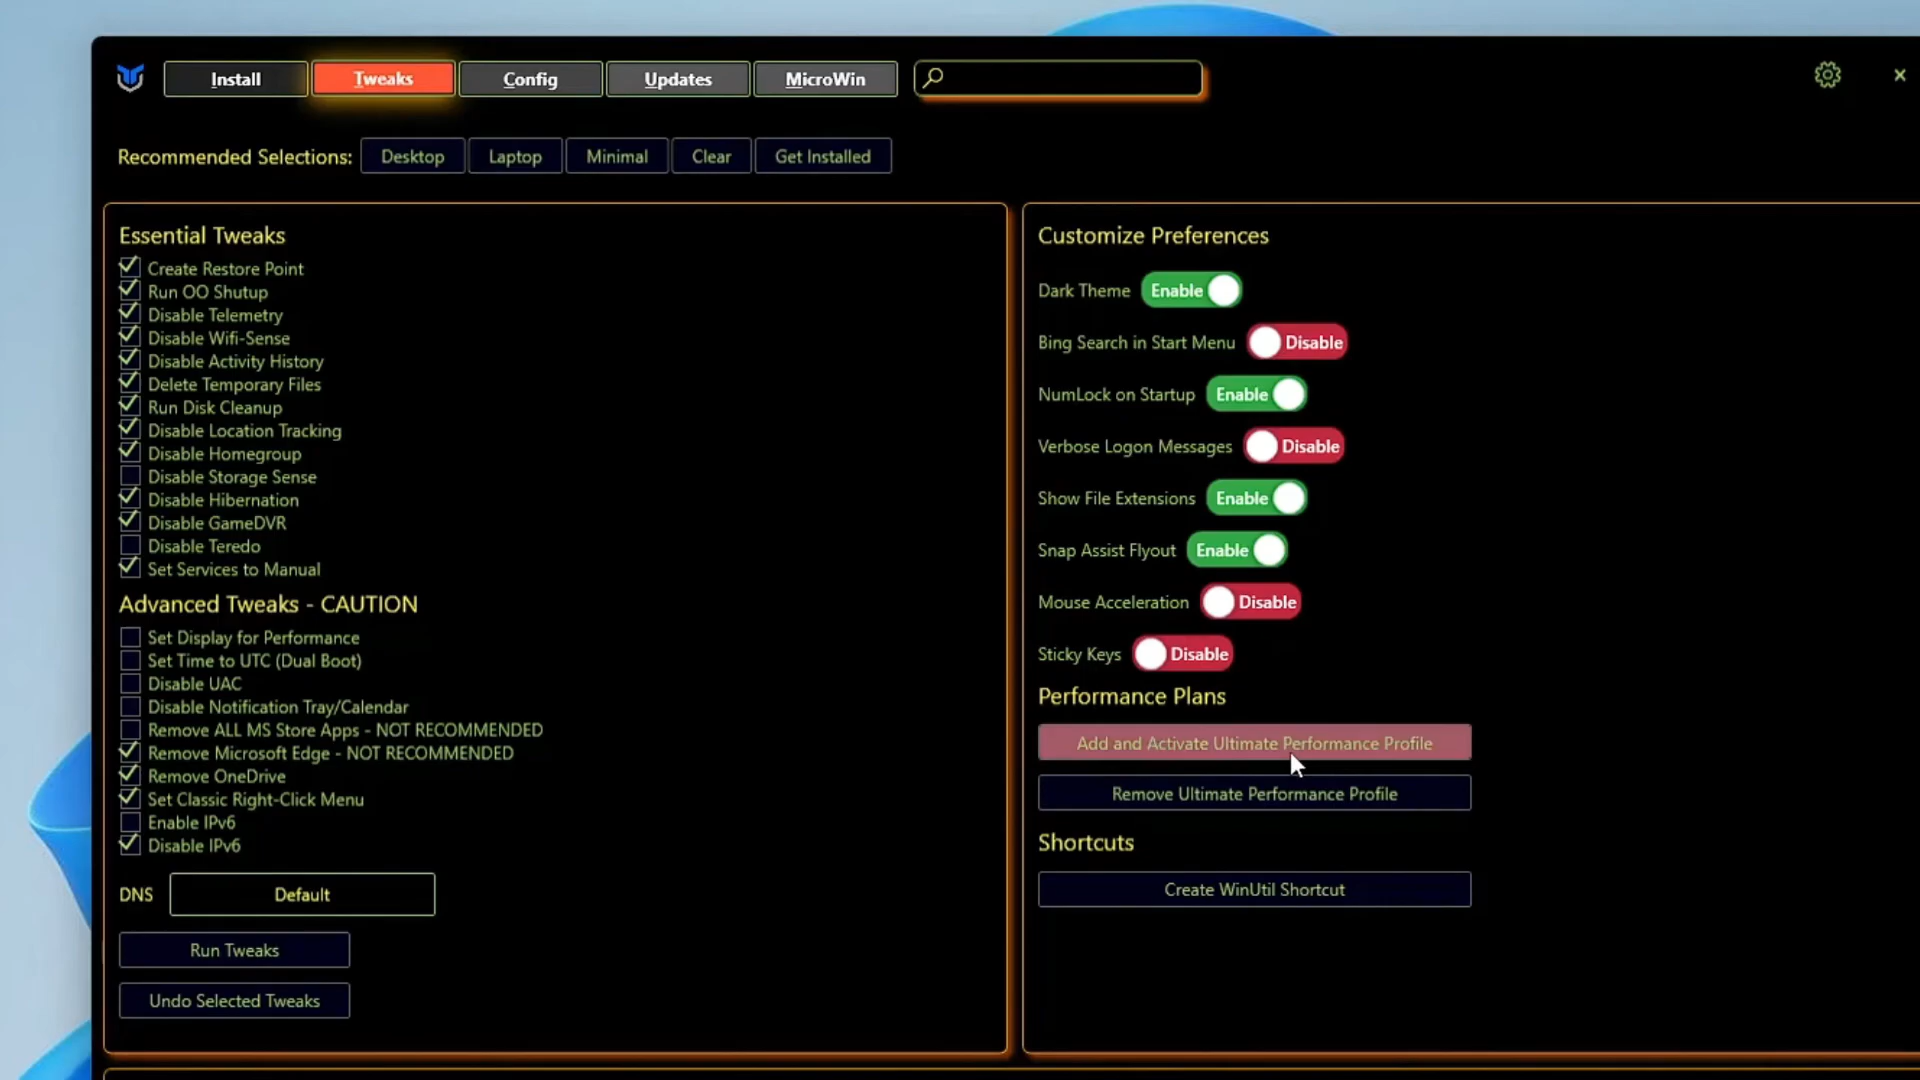 Install
Tweaks
Config
Updates
MicroWin
Recommended Selections:
Desktop
Laptop
Minimal
Clear
Get Installed
Essential Tweaks
Create Restore Point
Run OO Shutup
Disable Telemetry
Disable Wifi-Sense
Disable Activity History
Delete Temporary Files
Run Disk Cleanup
Disable Location Tracking
Disable Homegroup
Disable Storage Sense
Disable Hibernation
Disable GameDVR
Disable Teredo
Set Services to Manual
Advanced Tweaks - CAUTION
Set Display for Performance
Set Time to UTC (Dual Boot)
Disable UAC
Disable Notification Tray/Calendar
Remove ALL MS Store Apps - NOT RECOMMENDED
Remove Microsoft Edge - NOT RECOMMENDED
Remove OneDrive
Set Classic Right-Click Menu
Enable IPv6
Disable IPv6
DNS Default
Run Tweaks
Undo Selected Tweaks
Customize Preferences
Dark Theme Enable
Bing Search in Start Menu Disable
NumLock on Startup Enable
Verbose Logon Messages Disable
Show File Extensions Enable
Snap Assist Flyout Enable
Mouse Acceleration Disable
Sticky Keys Disable
Performance Plans
Add and Activate Ultimate Performance Profile
Remove Ultimate Performance Profile
Shortcuts
Create WinUtil Shortcut